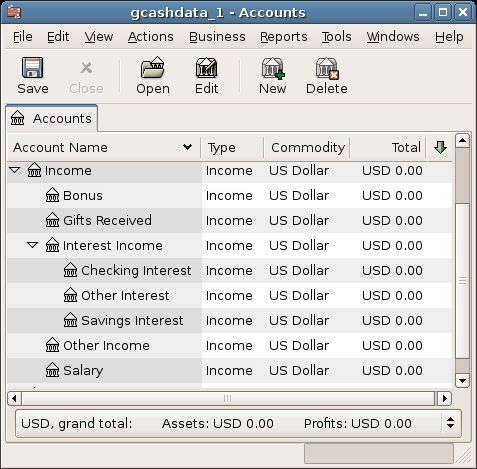 gcashdata_1 - Accounts
File Edit View Actions Business Reports Tools Windows Help
Save Close Open Edit New Delete
Accounts
Account Name Type Commodity Total
Income Income US Dollar USD 0.00
Bonus Income US Dollar USD 0.00
Gifts Received Income US Dollar USD 0.00
Interest Income Income US Dollar USD 0.00
Checking Interest Income US Dollar USD 0.00
Other Interest Income US Dollar USD 0.00
Savings Interest Income US Dollar USD 0.00
Other Income Income US Dollar USD 0.00
Salary Income US Dollar USD 0.00
USD, grand total: Assets: USD 0.00 Profits: USD 0.00